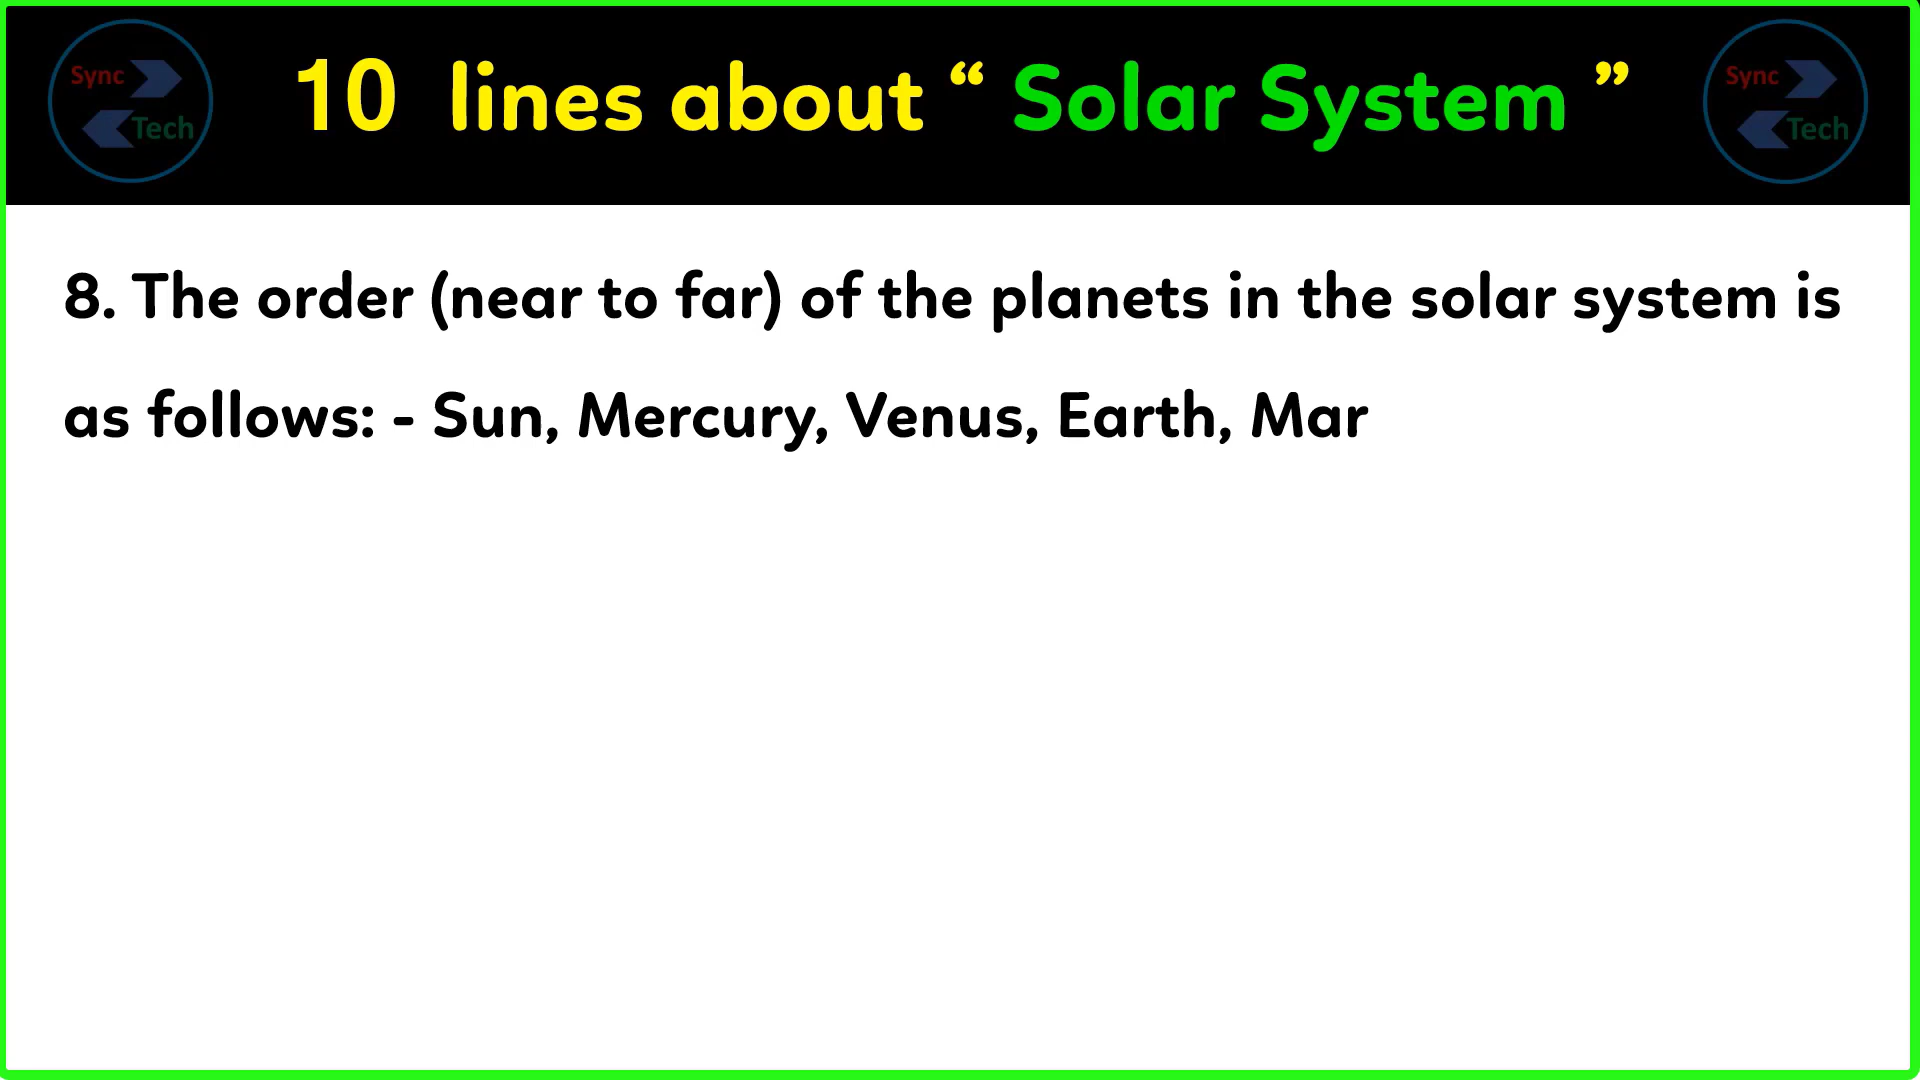 Sync
Tech
10 lines about “ Solar System ”
Sync
Tech
8. The order (near to far) of the planets in the solar system is
as follows: - Sun, Mercury, Venus, Earth, Mar